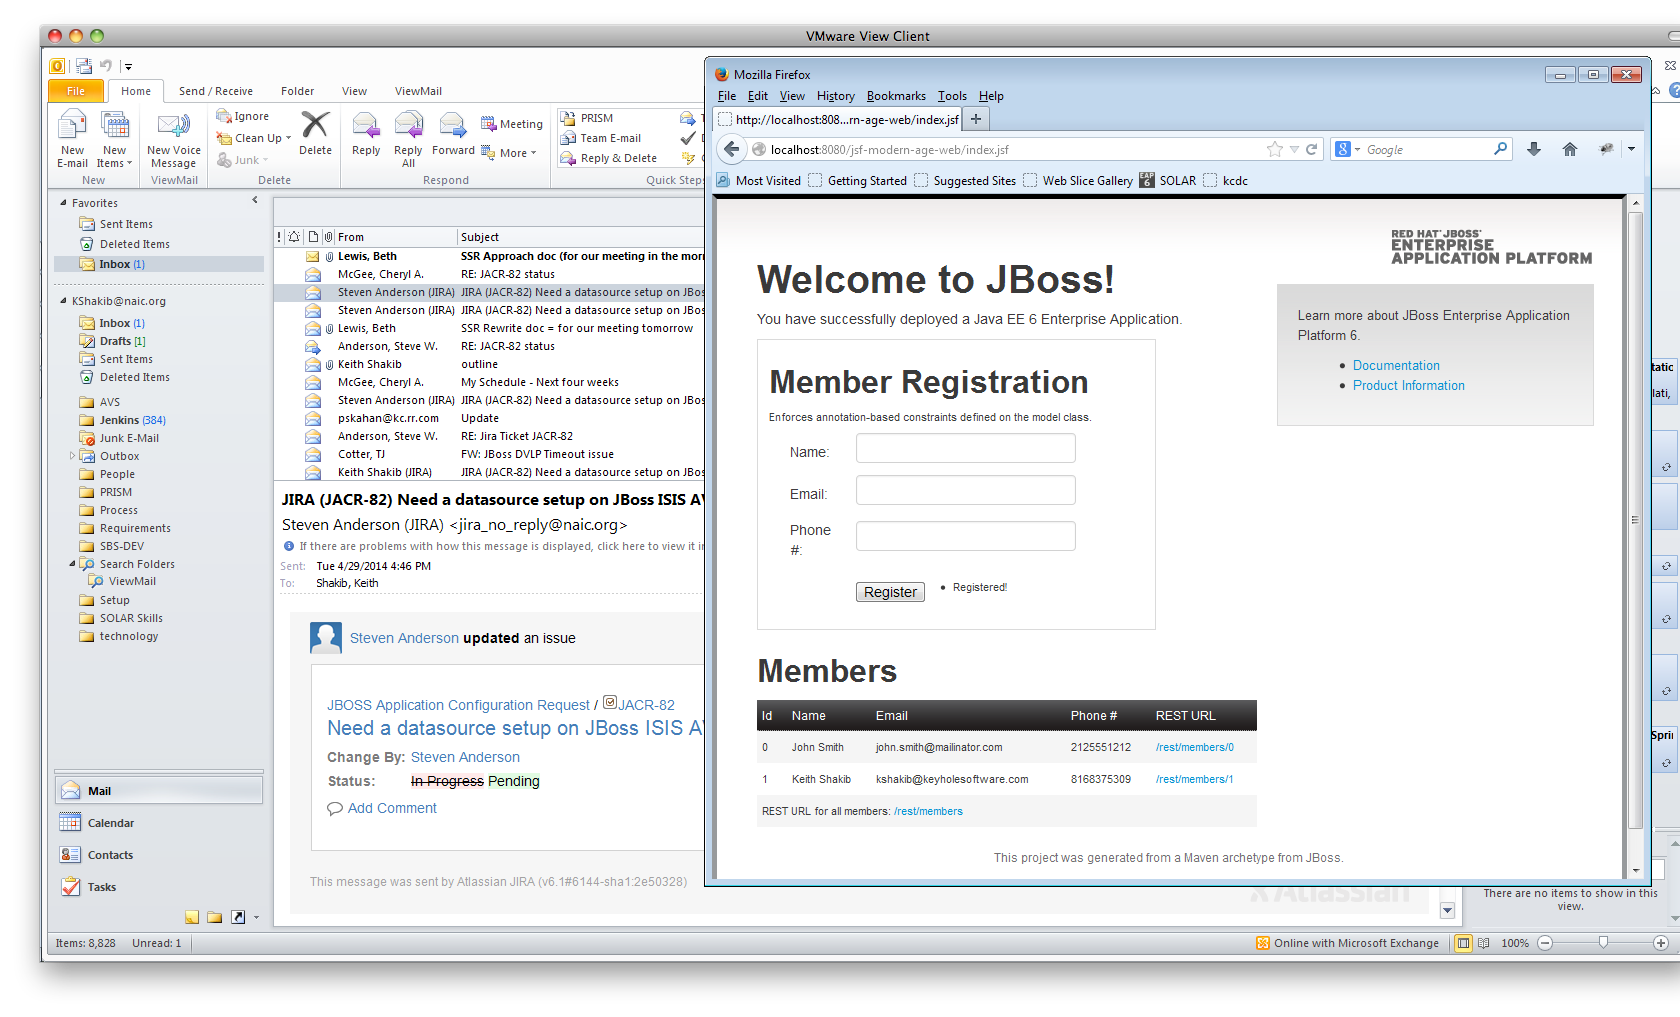 VMware View Client
File Home Send / Receive Folder View ViewMail
New E-mail
New Items
New Voice Message
Ignore
Clean Up
Junk
Delete
Reply
Reply All
Forward
Meeting
More
PRISM
Team E-mail
Reply & Delete
New
ViewMail
Delete
Respond
Quick Steps
Favorites
Sent Items
Deleted Items
Inbox (1)
KShakib@naic.org
Inbox (1)
Drafts [1]
Sent Items
Deleted Items
AVS
Jenkins (384)
Junk E-Mail
Outbox
People
PRISM
Process
Requirements
SBS-DEV
Search Folders
ViewMail
Setup
SOLAR Skills
technology
Mail
Calendar
Contacts
Tasks
From Subject
Lewis, Beth SSR Approach doc (for our meeting in the
McGee, Cheryl A. RE: JACR-82 status
Steven Anderson (JIRA) JIRA (JACR-82) Need a datasource setup on JBos
Steven Anderson (JIRA) JIRA (JACR-82) Need a datasource setup on JBos
Lewis, Beth SSR Rewrite doc = for our meeting tomorrow
Anderson, Steve W. RE: JACR-82 status
Keith Shakib outline
McGee, Cheryl A. My Schedule - Next four weeks
Steven Anderson (JIRA) JIRA (JACR-82) Need a datasource setup on JBos
pskahan@kc.rr.com Update
Anderson, Steve W. RE: Jira Ticket JACR-82
Cotter, TJ FW: JBoss DVLP Timeout issue
Keith Shakib (JIRA) JIRA (JACR-82) Need a datasource setup on JBos
JIRA (JACR-82) Need a datasource setup on JBoss ISIS
Steven Anderson (JIRA) <jira_no_reply@naic.org>
If there are problems with how this message is displayed, click here to view it
Sent: Tue 4/29/2014 4:46 PM
To: Shakib, Keith
Steven Anderson updated an issue
JBOSS Application Configuration Request / JACR-82
Need a datasource setup on JBoss ISIS
Change By: Steven Anderson
Status: In Progress Pending
Add Comment
This message was sent by Atlassian JIRA (v6.1#6144-sha1:2e50328)
Atlassian
Mozilla Firefox
File Edit View History Bookmarks Tools Help
http://localhost:808...rn-age-web/index.jsf
localhost:8080/jsf-modern-age-web/index.jsf
Google
Most Visited Getting Started Suggested Sites Web Slice Gallery EAP 6 SOLAR kcdc
RED HAT JBOSS
ENTERPRISE
APPLICATION PLATFORM
Welcome to JBoss!
You have successfully deployed a Java EE 6 Enterprise Application.
Learn more about JBoss Enterprise Application
Platform 6.
Documentation
Product Information
Member Registration
Enforces annotation-based constraints defined on the model class.
Name:
Email:
Phone
#:
Register
Registered!
Members
Id Name Email Phone # REST URL
0 John Smith john.smith@mailinator.com 2125551212 /rest/members/0
1 Keith Shakib kshakib@keyholesoftware.com 8168375309 /rest/members/1
REST URL for all members: /rest/members
This project was generated from a Maven archetype from JBoss.
There are no items to show in this
view.
Items: 8,828 Unread: 1
Online with Microsoft Exchange
100%